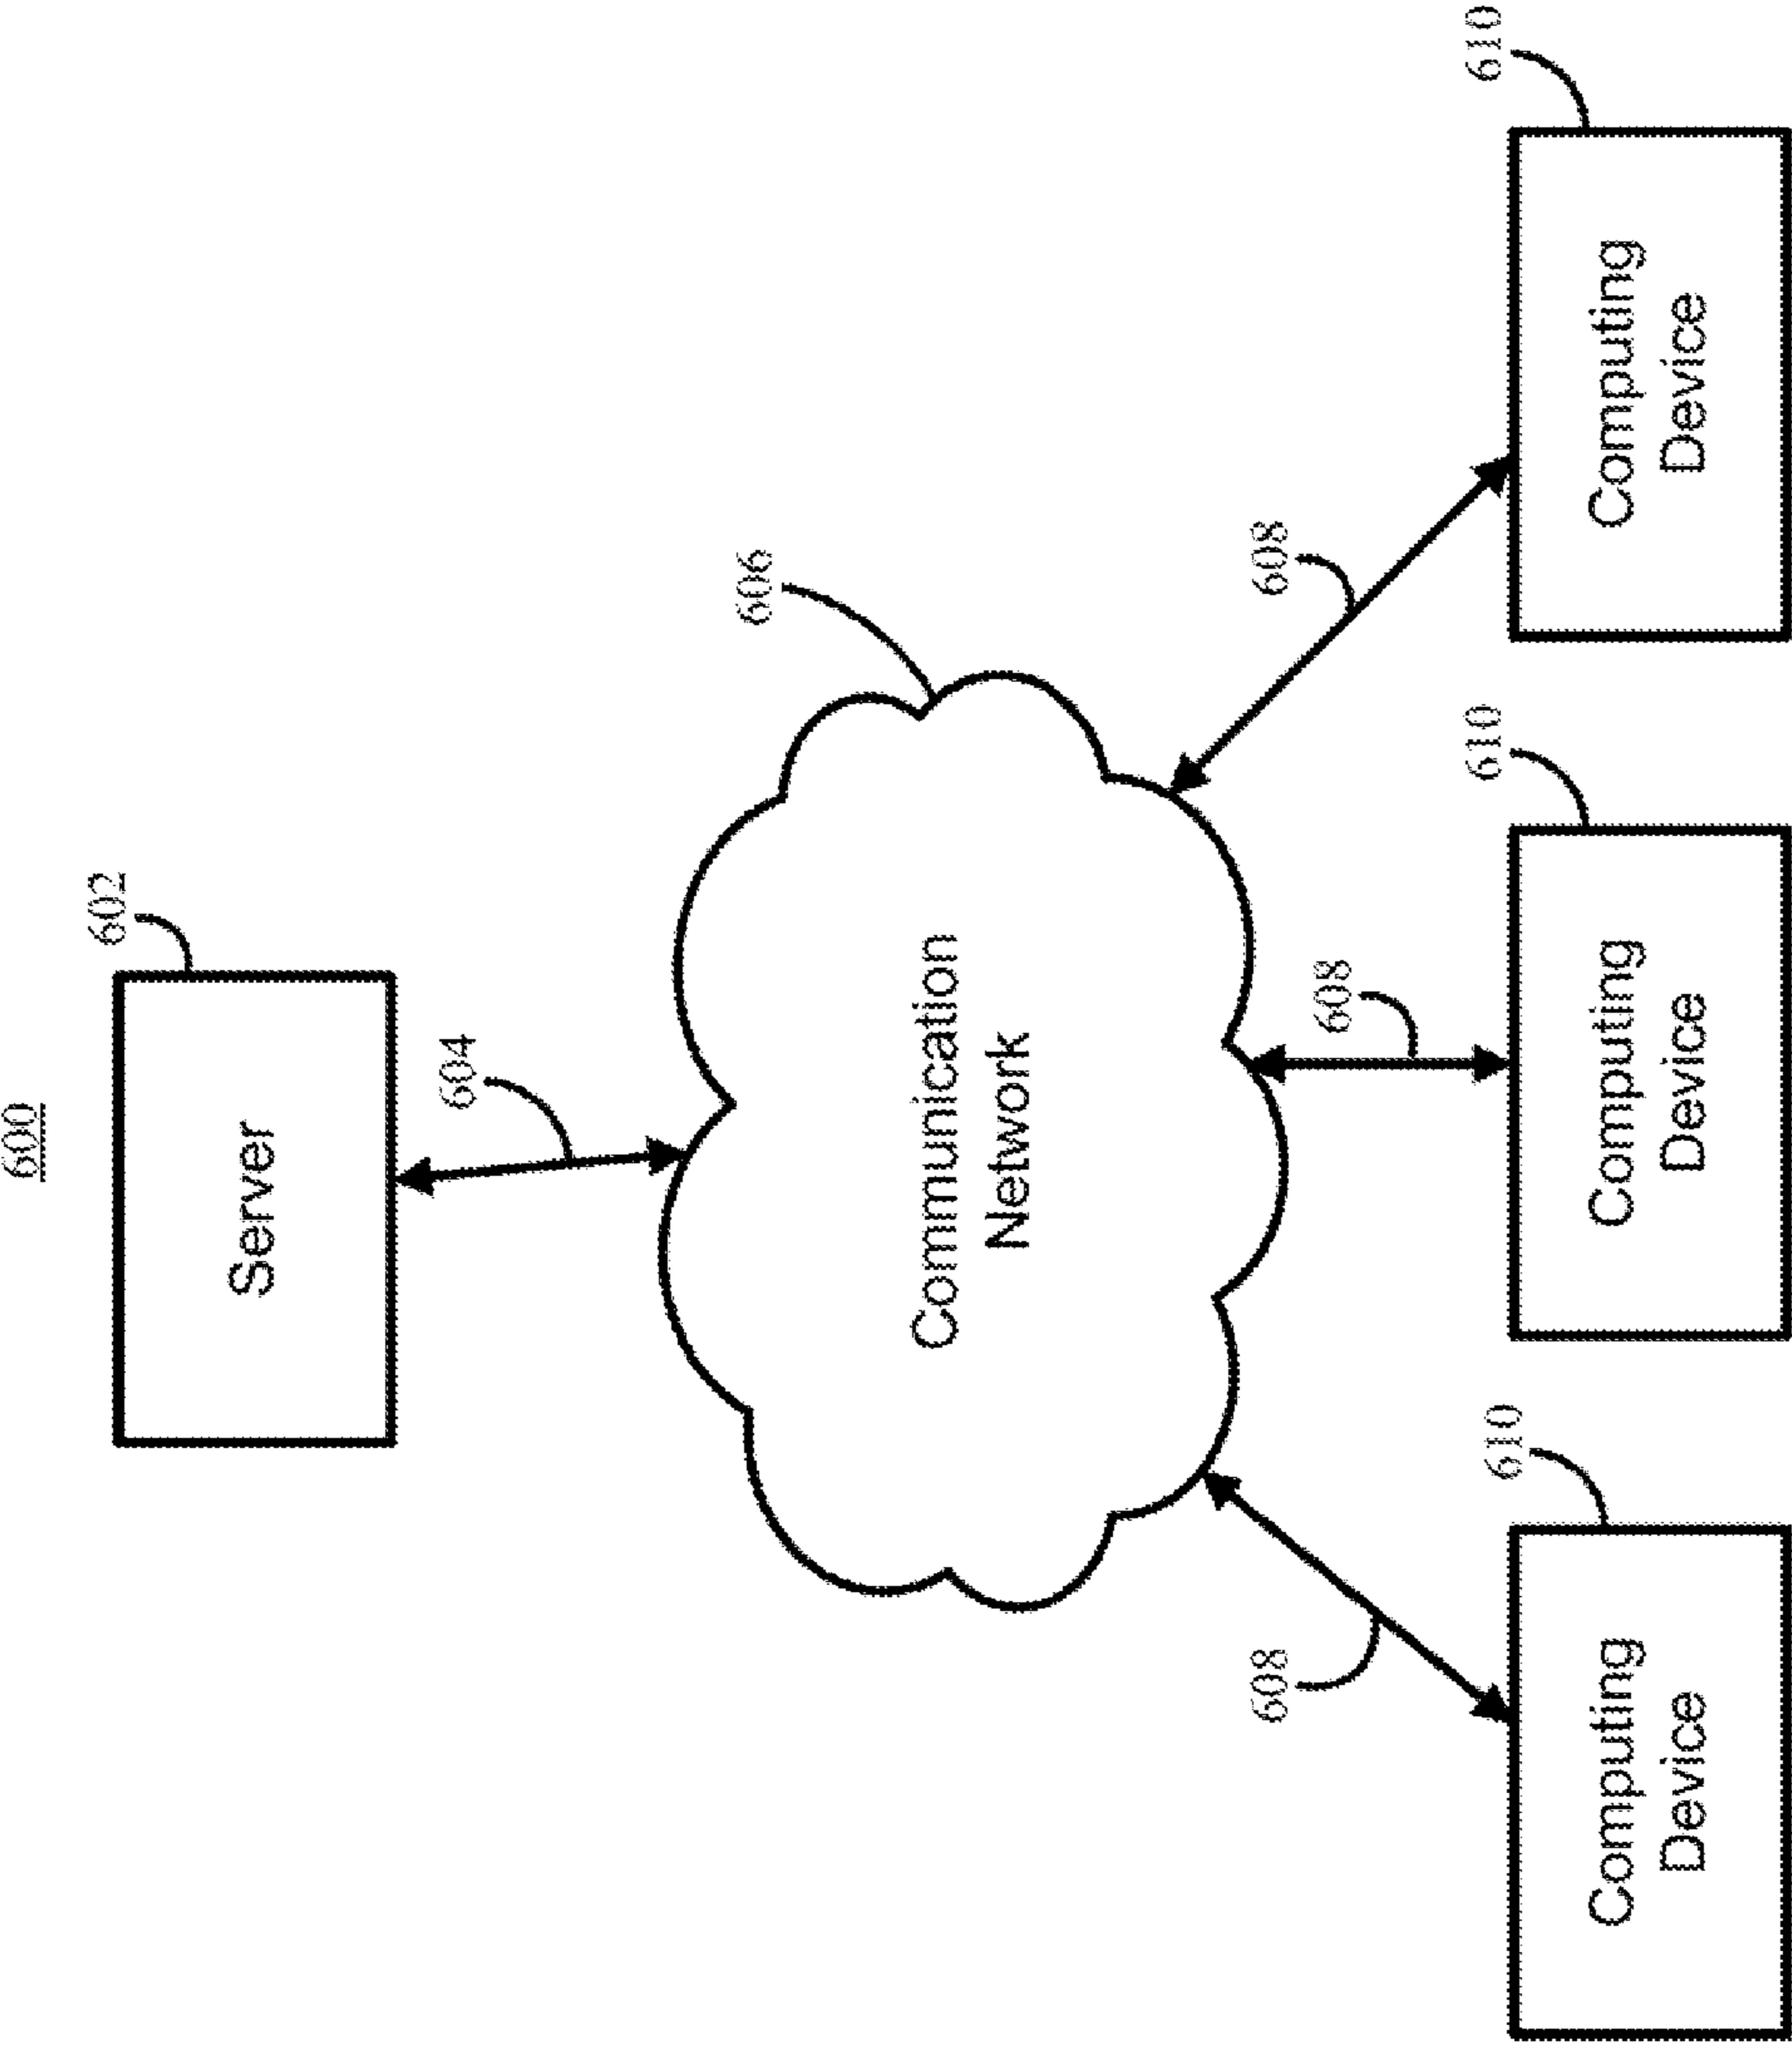 600
602
Server
604
606
Communication
Network
608
608
608
610
610
610
Computing
Device
Computing
Device
Computing
Device